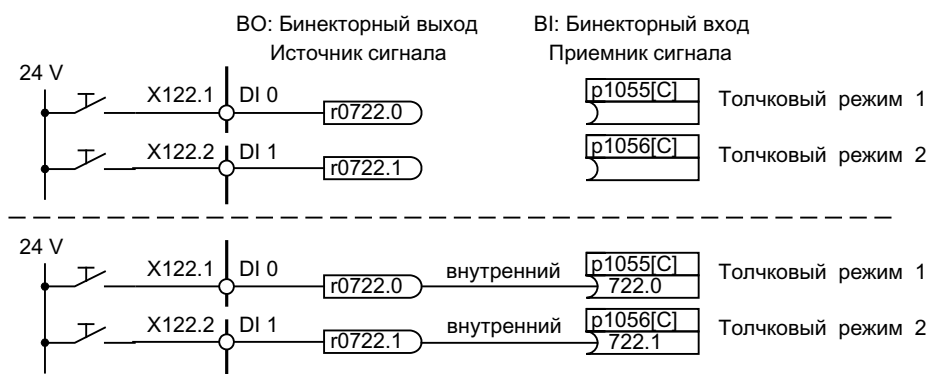 BO: Бинекторный выход BI: Бинекторный вход
Источник сигнала Приемник сигнала
24 V
X122.1 DI 0 r0722.0 p1055[C] Толчковый режим 1
X122.2 DI 1 r0722.1 p1056[C] Толчковый режим 2
24 V
X122.1 DI 0 r0722.0 внутренний p1055[C] 722.0 Толчковый режим 1
X122.2 DI 1 r0722.1 внутренний p1056[C] 722.1 Толчковый режим 2